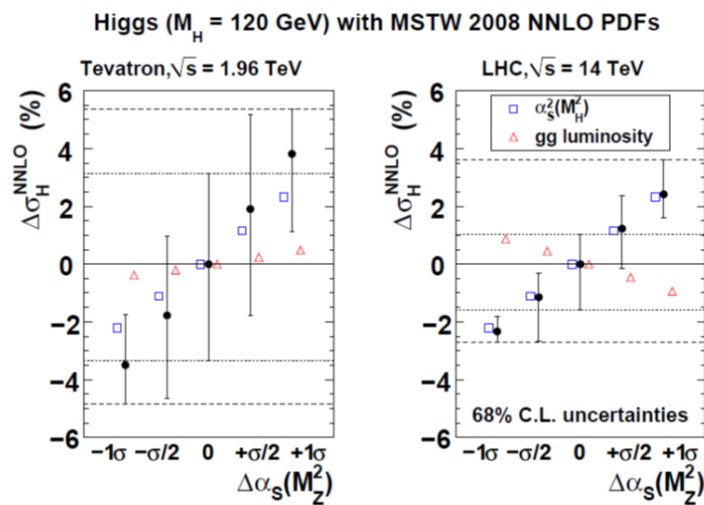 Higgs (M_H = 120 GeV) with MSTW 2008 NNLO PDFs
Tevatron,√s = 1.96 TeV
Δσ_H^NNLO (%)
6
4
2
0
−2
−4
−6
−1σ −σ/2 0 +σ/2 +1σ
Δα_S(M_Z^2)
LHC, √s = 14 TeV
Δσ_H^NNLO (%)
6
4
2
0
−2
−4
−6
α_S^2(M_H^2)
gg luminosity
68% C.L. uncertainties
−1σ −σ/2 0 +σ/2 +1σ
Δα_S(M_Z^2)